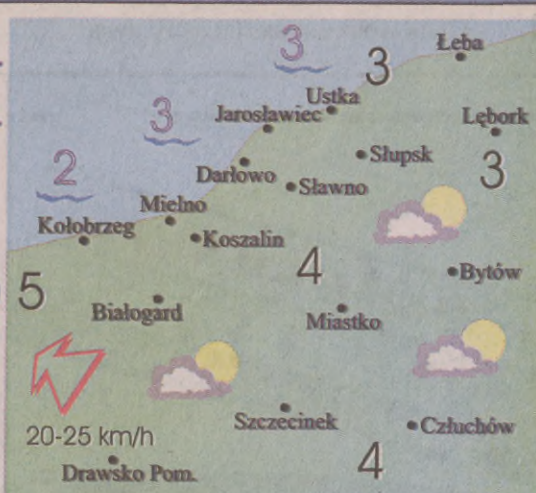 Łeba
3
3
Ustka
Jarosławiec
Lębork
3
Słupsk
3
2
Darłowo
Sławno
Mielno
Kołobrzeg
Koszalin
4
Bytów
5
Białogard
Miastko
20-25 km/h
Szczecinek
Człuchów
4
Drawsko Pom.